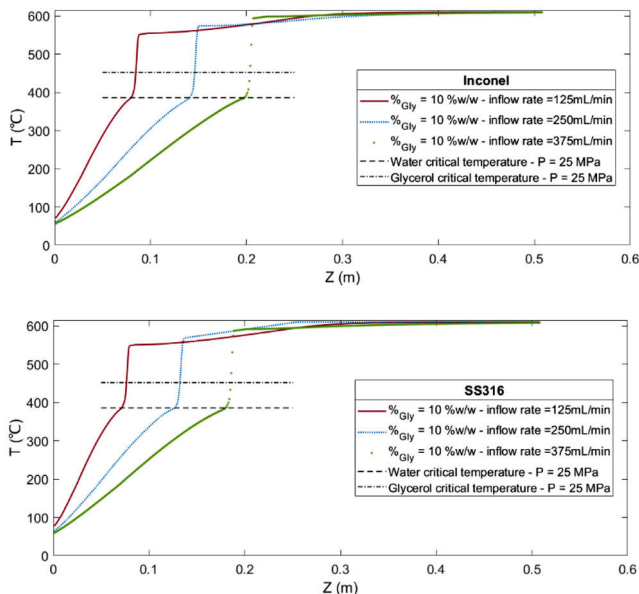 600
500
400
300
200
100
0
T (℃)
Inconel
%Gly = 10 %w/w - inflow rate =125mL/min
%Gly = 10 %w/w - inflow rate =250mL/min
%Gly = 10 %w/w - inflow rate =375mL/min
Water critical temperature - P = 25 MPa
Glycerol critical temperature - P = 25 MPa
0 0.1 0.2 0.3 0.4 0.5 0.6
Z (m)
600
500
400
300
200
100
0
T (℃)
SS316
%Gly = 10 %w/w - inflow rate =125mL/min
%Gly = 10 %w/w - inflow rate =250mL/min
%Gly = 10 %w/w - inflow rate =375mL/min
Water critical temperature - P = 25 MPa
Glycerol critical temperature - P = 25 MPa
0 0.1 0.2 0.3 0.4 0.5 0.6
Z (m)